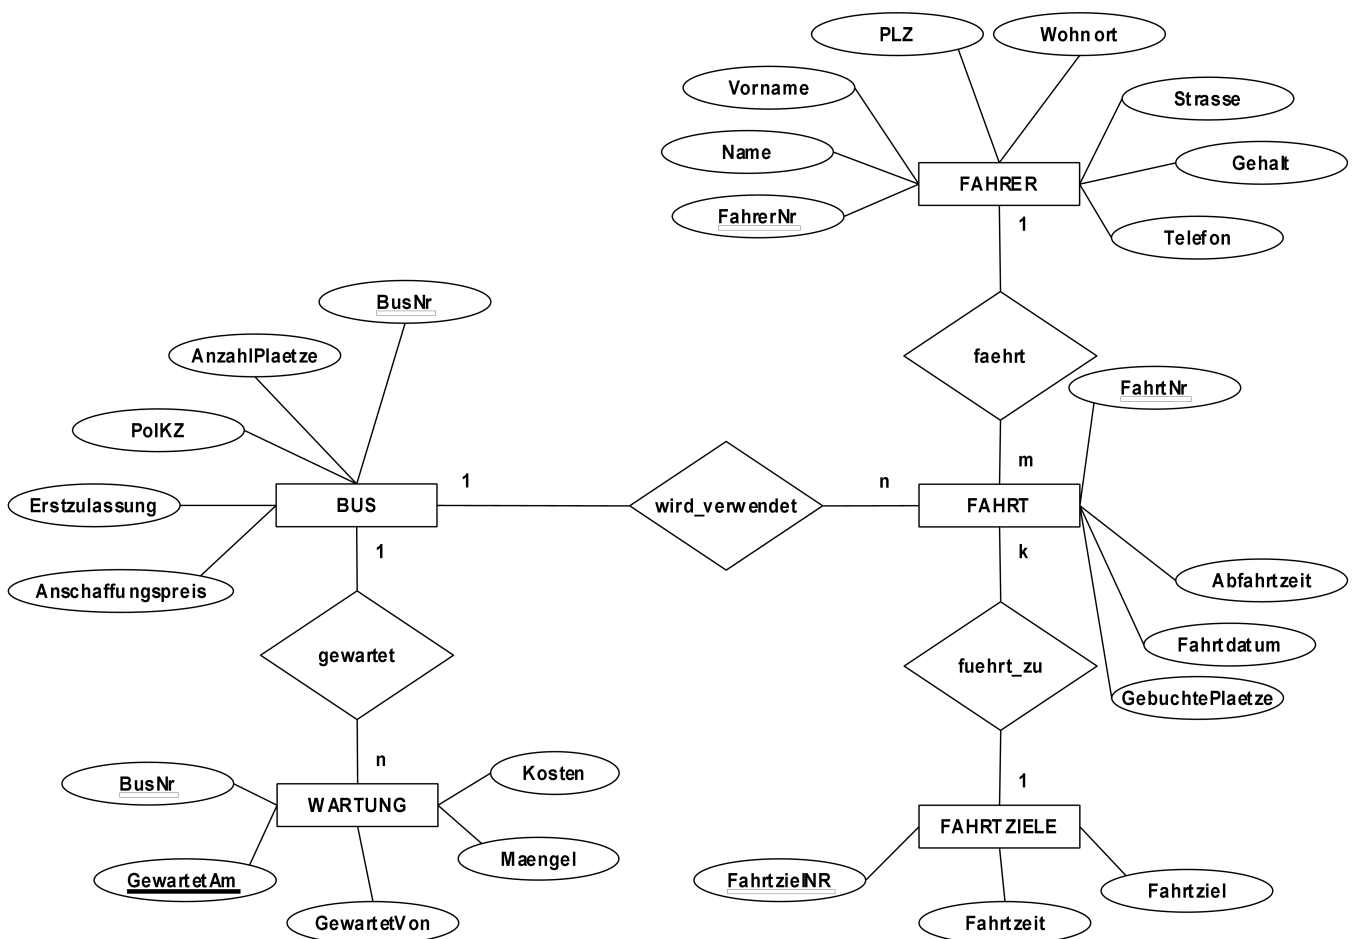 PLZ
Wohnort
Vorname
Strasse
Name
Gehalt
FAHRER
FahrerNr
Telefon
1
BusNr
AnzahlPlaetze
faehrt
FahrtNr
PolKZ
m
1
n
Erstzulassung
BUS
wird_verwendet
FAHRT
1
k
Anschaffungspreis
Abfahrtzeit
gewartet
Fahrtdatum
fuehrt_zu
GebuchtePlaetze
n
Kosten
1
BusNr
WARTUNG
FAHRTZIELE
Maengel
GewartetAm
FahrtzielNR
Fahrtziel
GewartetVon
Fahrtzeit